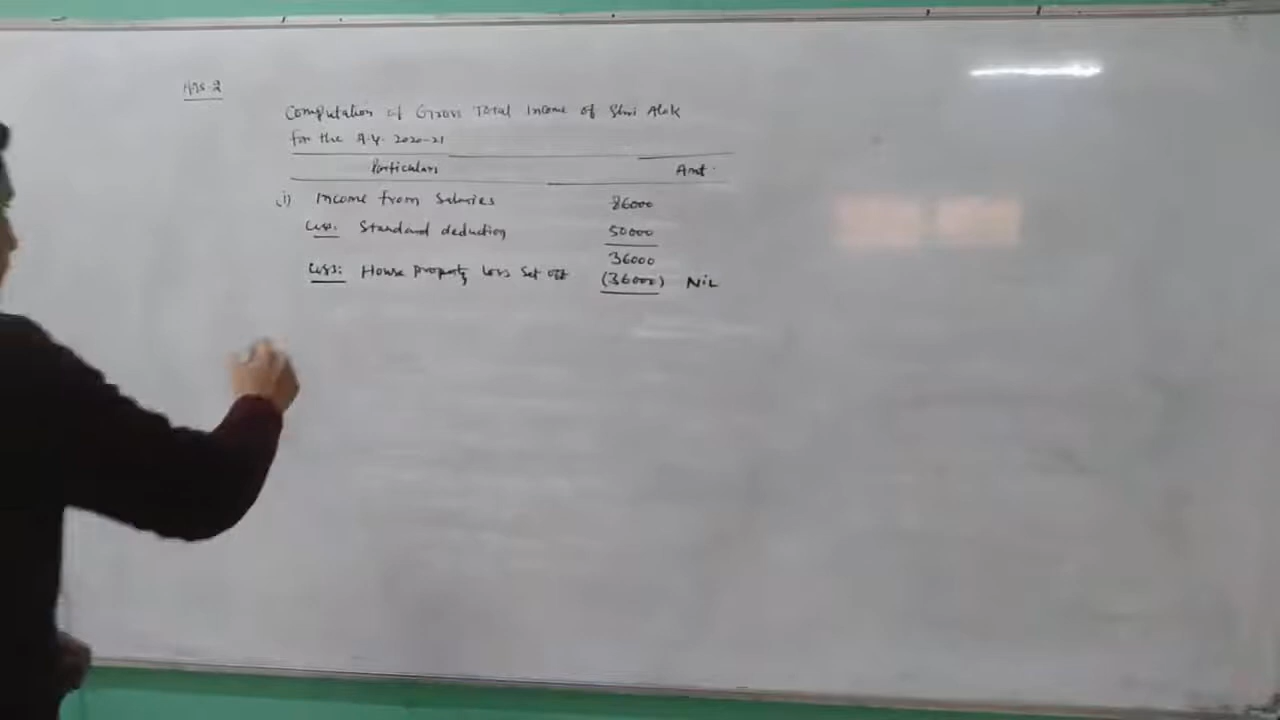 Ans. 2
Computation of Gross Total Income of Shri Alok
for the A.Y. 2020-21
Particulars Amt.
(i) Income from Salaries 86000
Less: Standard deduction 50000
36000
Less: House property loss set off (36000) Nil